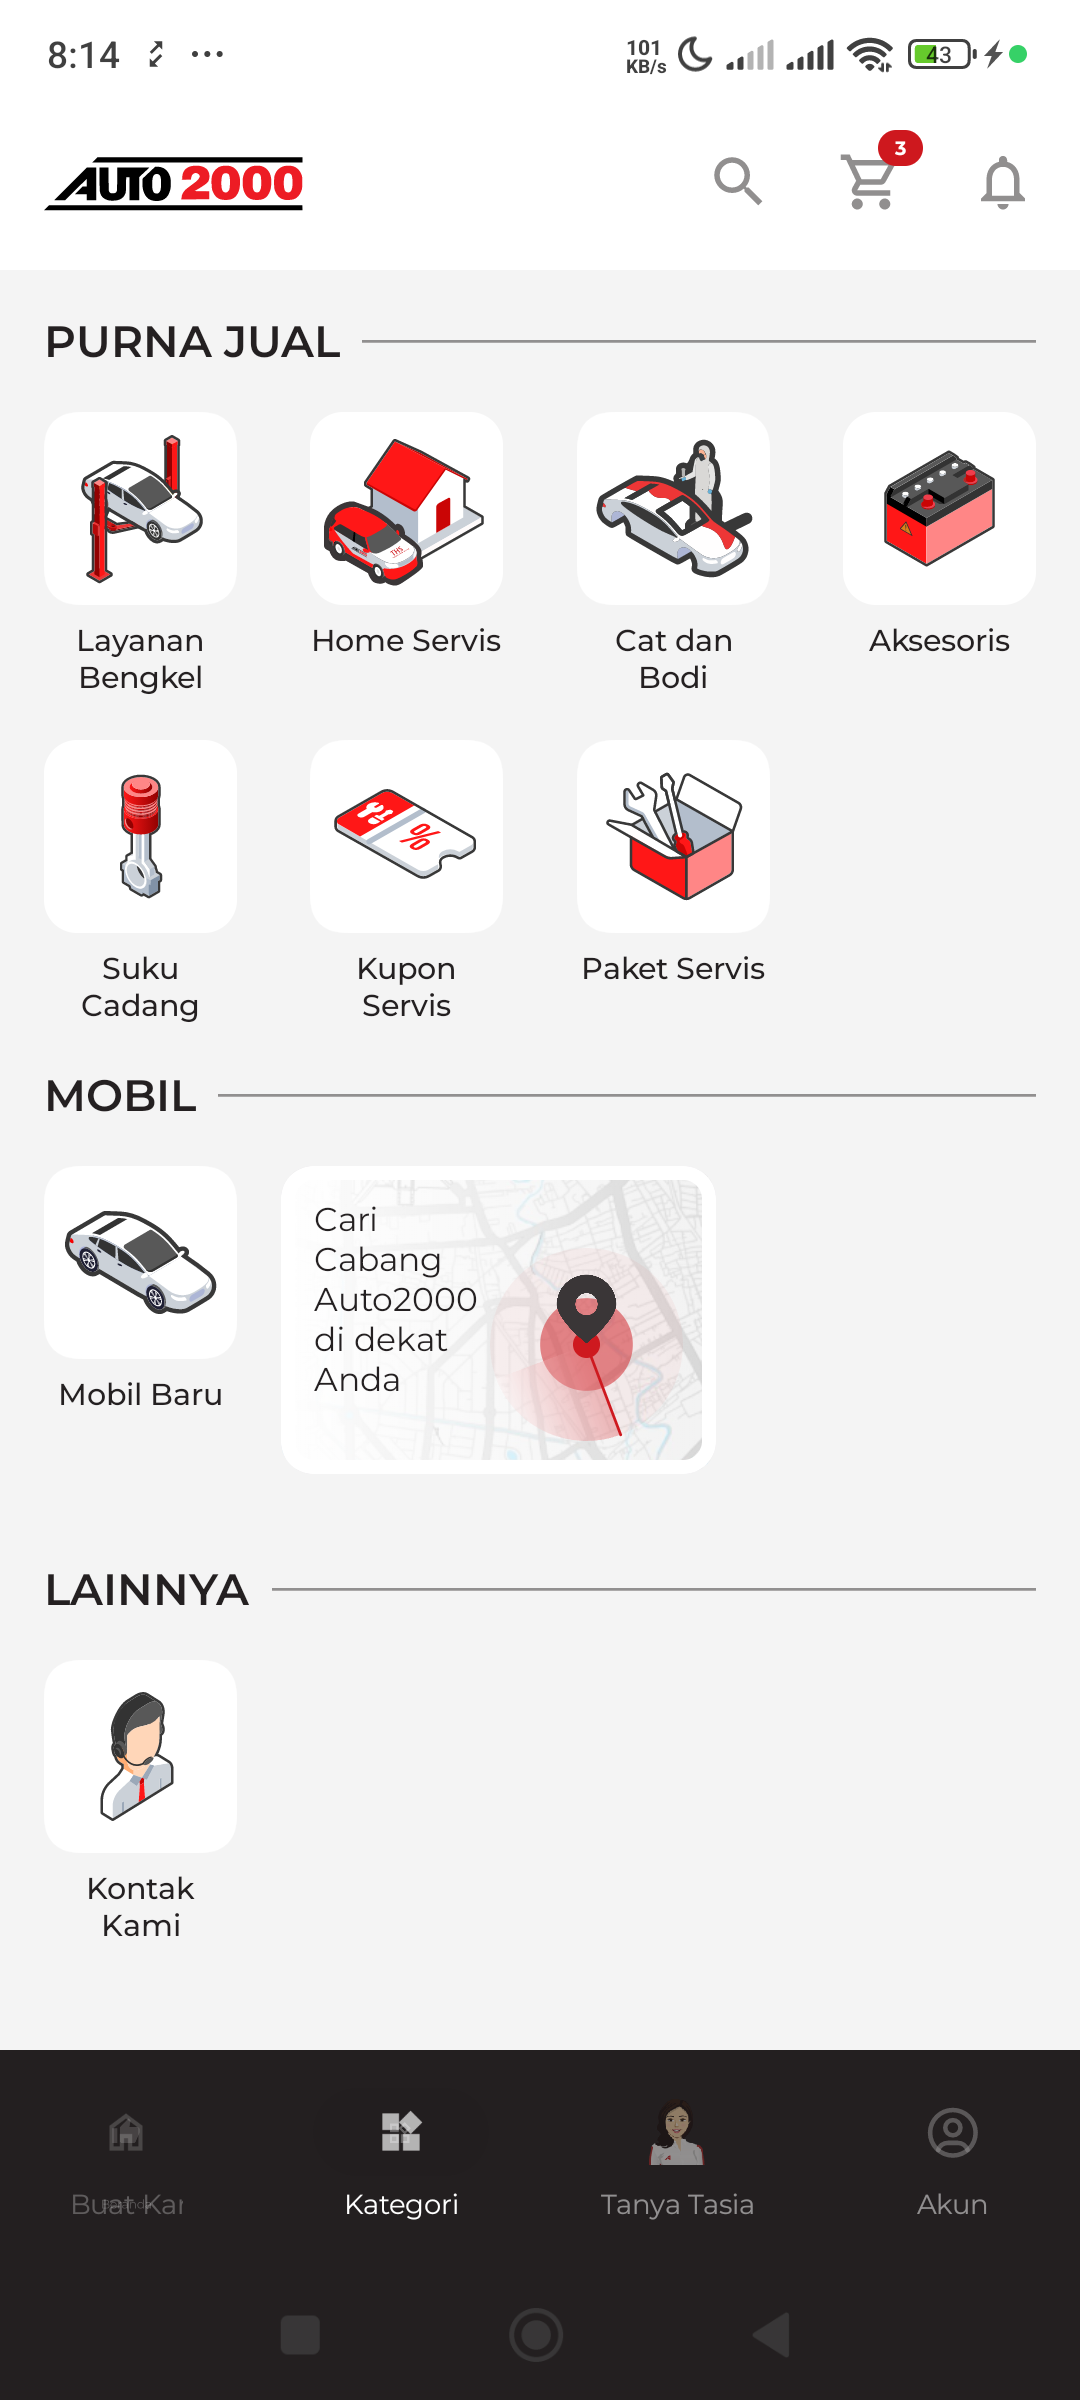 8:14
101
KB/s
43
AUTO 2000
3
PURNA JUAL
Layanan
Bengkel
Home Servis
Cat dan
Bodi
Aksesoris
Suku
Cadang
Kupon
Servis
%
Paket Servis
MOBIL
Mobil Baru
Cari
Cabang
Auto2000
di dekat
Anda
LAINNYA
Kontak
Kami
Buat Kar
Kategori
Tanya Tasia
Akun